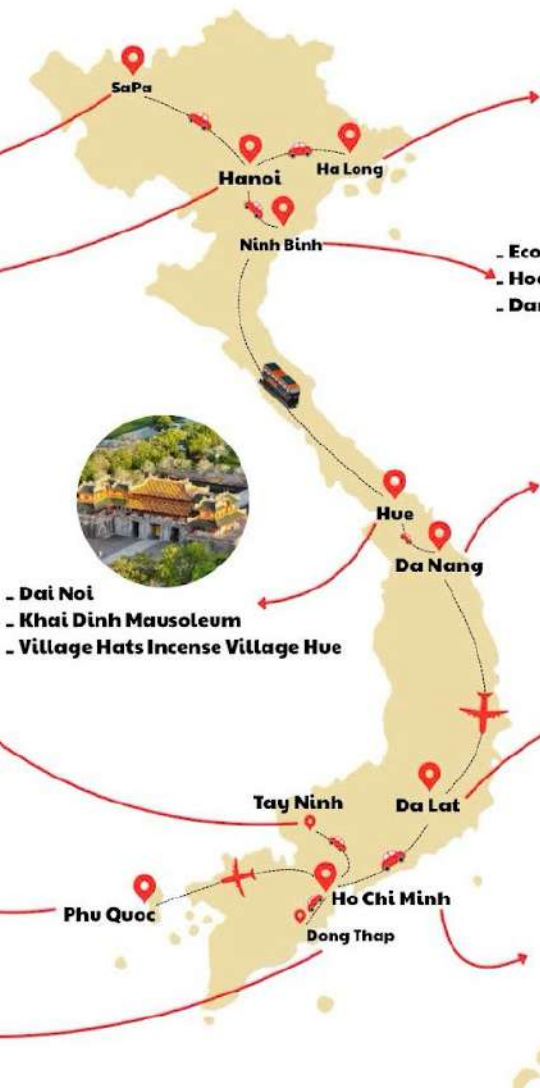 SaPa
Ha Long
Hanoi
Ninh Binh
_ Eco
_ Hoa
_ Dan
Hue
Da Nang
_ Dai Noi
_ Khai Dinh Mausoleum
_ Village Hats Incense Village Hue
Tay Ninh
Da Lat
Ho Chi Minh
Phu Quoc
Dong Thap